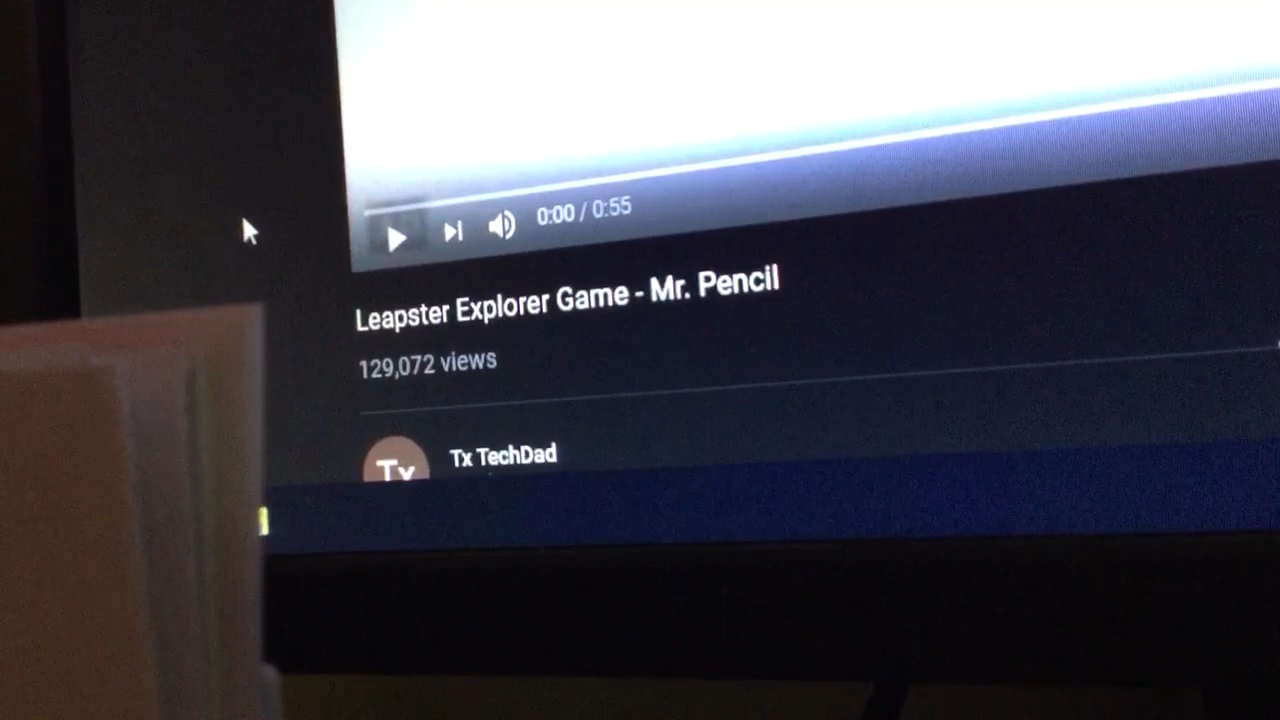 0:00 / 0:55
Leapster Explorer Game - Mr. Pencil
129,072 views
Tx
Tx TechDad